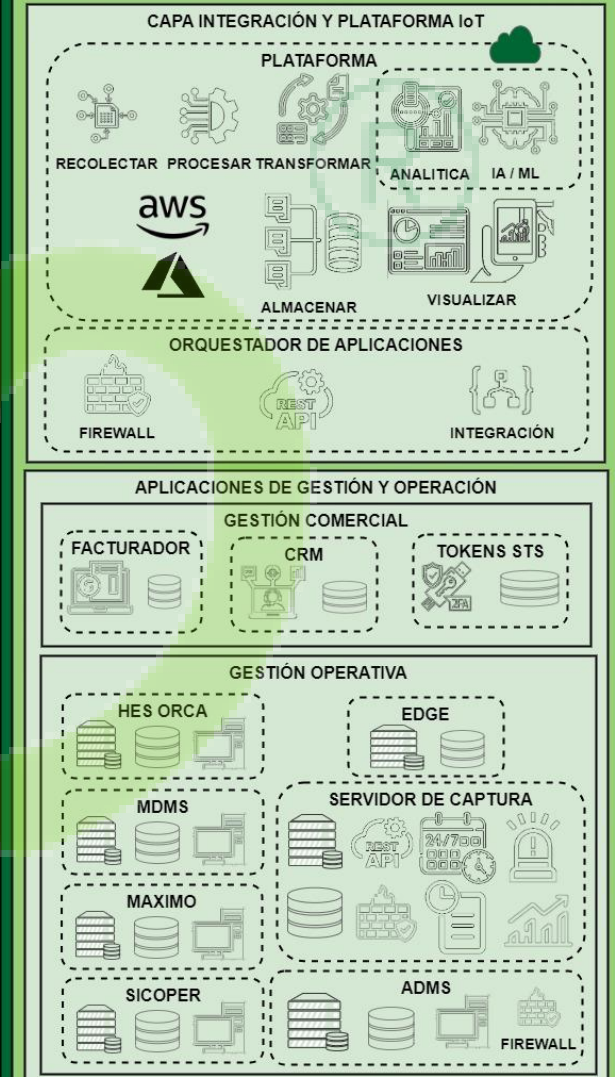 CAPA INTEGRACIÓN Y PLATAFORMA IoT
PLATAFORMA
RECOLECTAR PROCESAR TRANSFORMAR
ANALITICA IA / ML
aws
ALMACENAR
VISUALIZAR
ORQUESTADOR DE APLICACIONES
REST
API
FIREWALL
INTEGRACIÓN
APLICACIONES DE GESTIÓN Y OPERACIÓN
GESTIÓN COMERCIAL
FACTURADOR
CRM
TOKENS STS
2FA
GESTIÓN OPERATIVA
HES ORCA
EDGE
MDMS
SERVIDOR DE CAPTURA
REST
API
24/7
MAXIMO
SICOPER
ADMS
FIREWALL